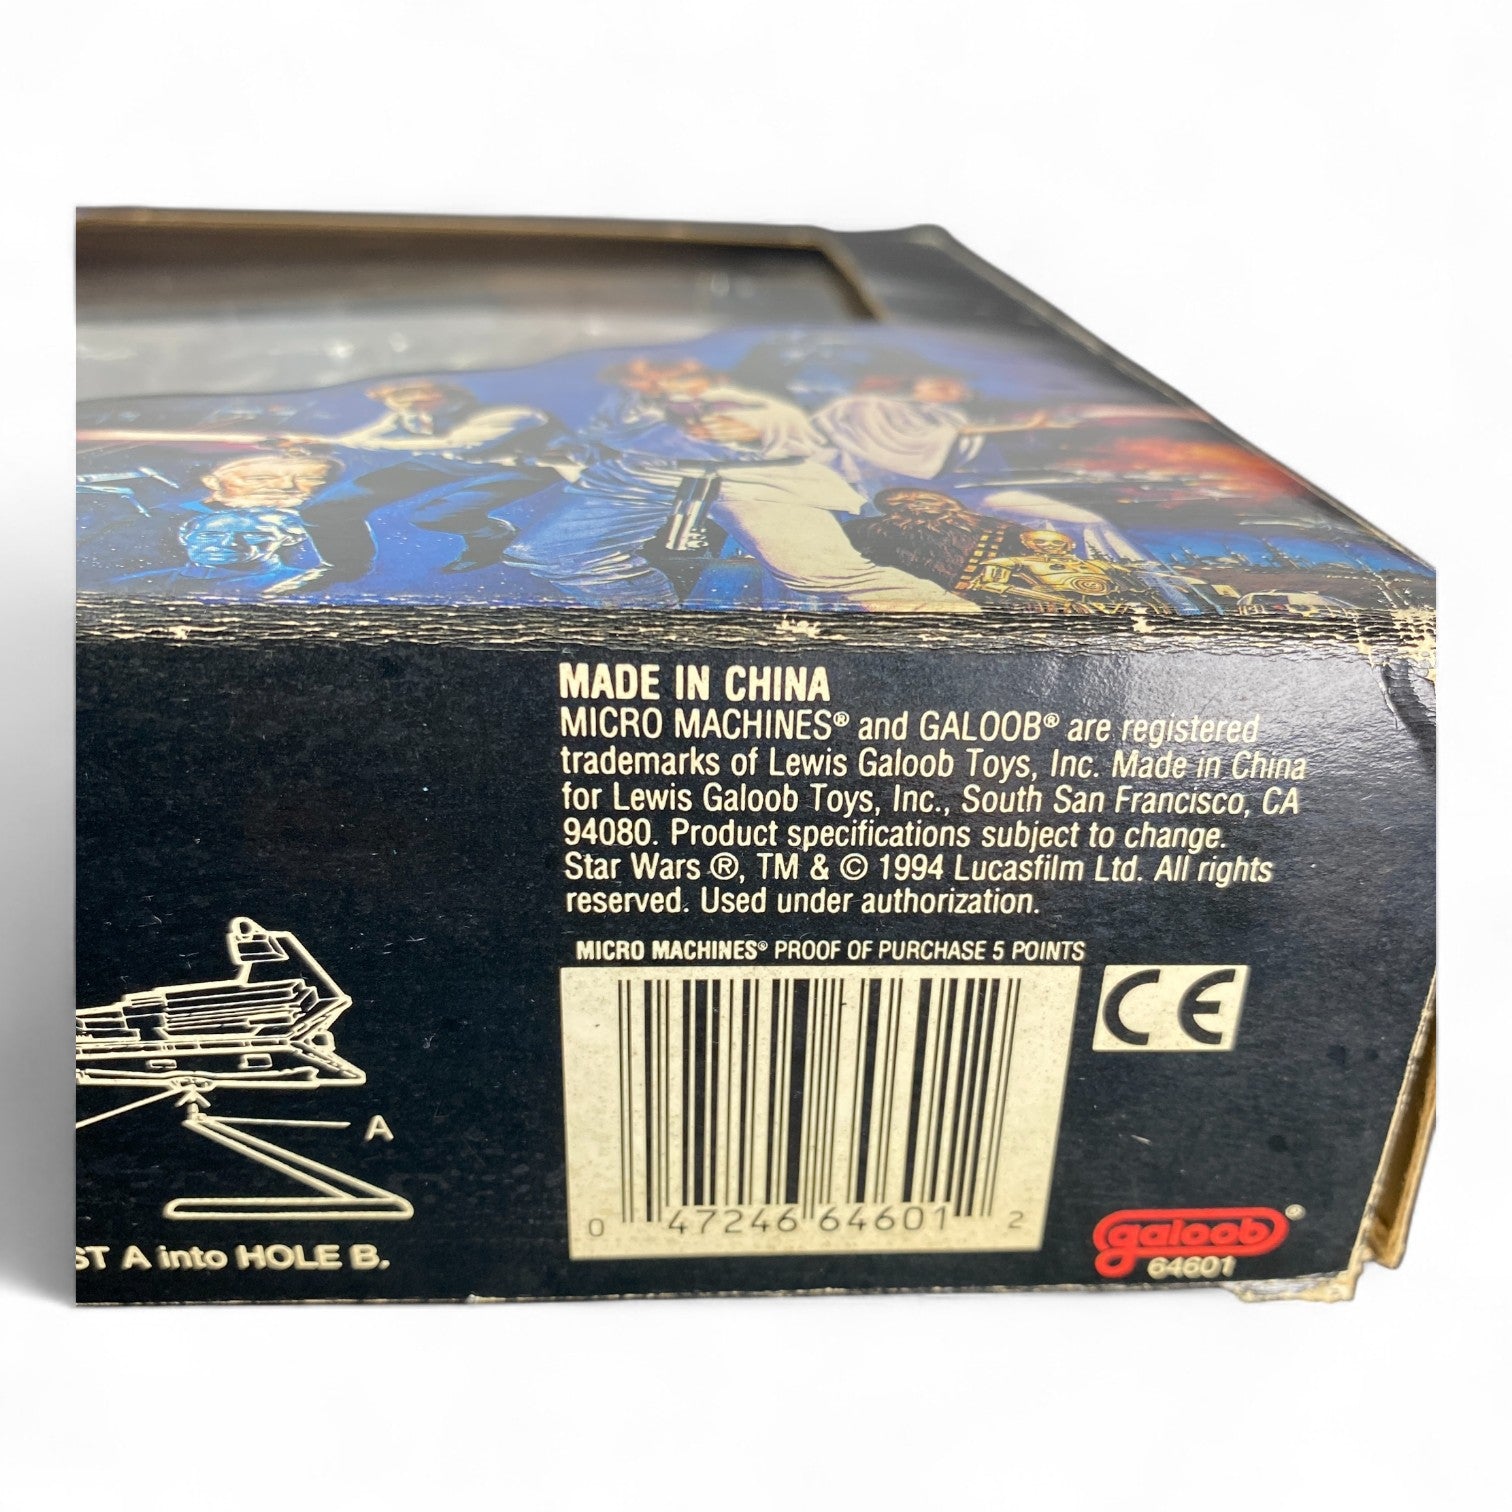 MADE IN CHINA
MICRO MACHINES® and GALOOB® are registered
trademarks of Lewis Galoob Toys, Inc. Made in China
for Lewis Galoob Toys, Inc., South San Francisco, CA
94080. Product specifications subject to change.
Star Wars ®, TM & © 1994 Lucasfilm Ltd. All rights
reserved. Used under authorization.
MICRO MACHINES® PROOF OF PURCHASE 5 POINTS
CE
A
ST A into HOLE B.
0 47246 64601 2
galoob®
64601